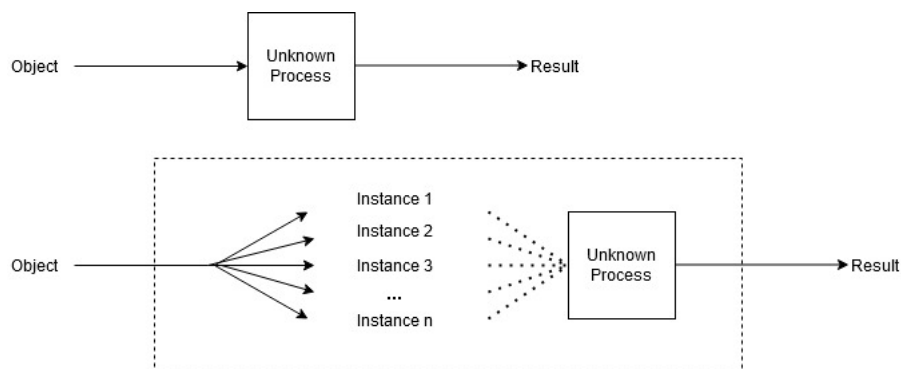 Object
Unknown
Process
Result
Instance 1
Instance 2
Object
Instance 3
Unknown
Process
Result
...
Instance n